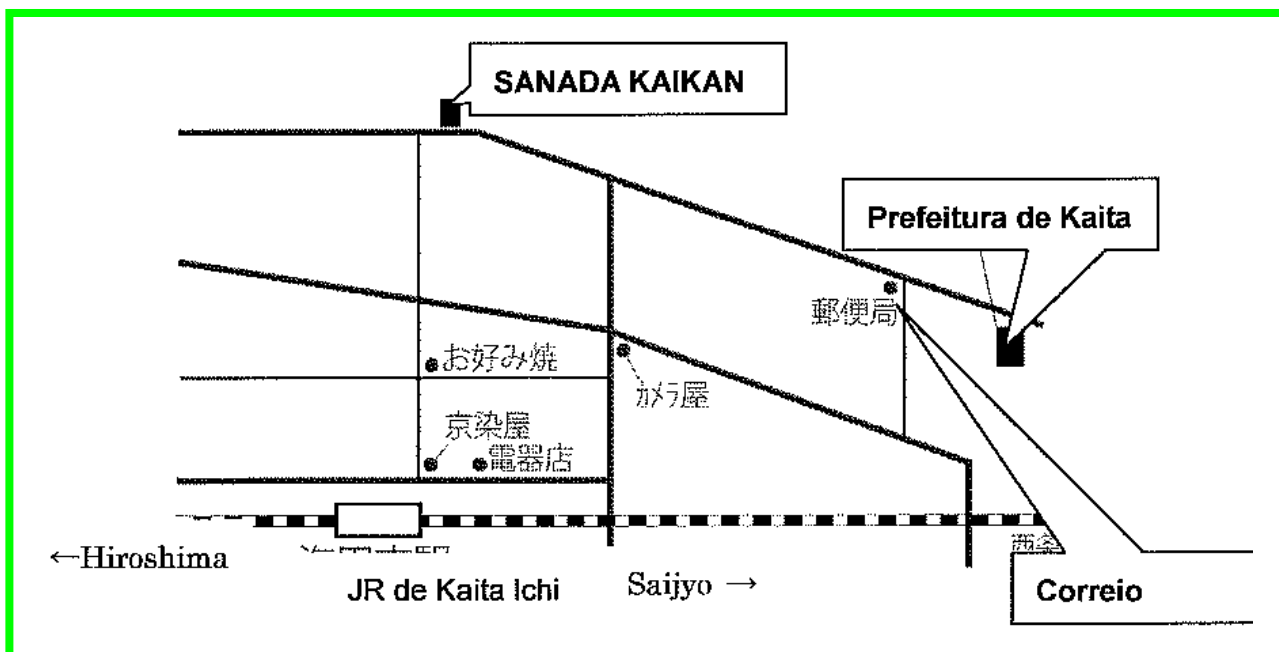 SANADA KAIKAN
Prefeitura de Kaita
郵便局
お好み焼
カメラ屋
京染屋
電器店
←Hiroshima
JR de Kaita Ichi
Saijyo →
Correio